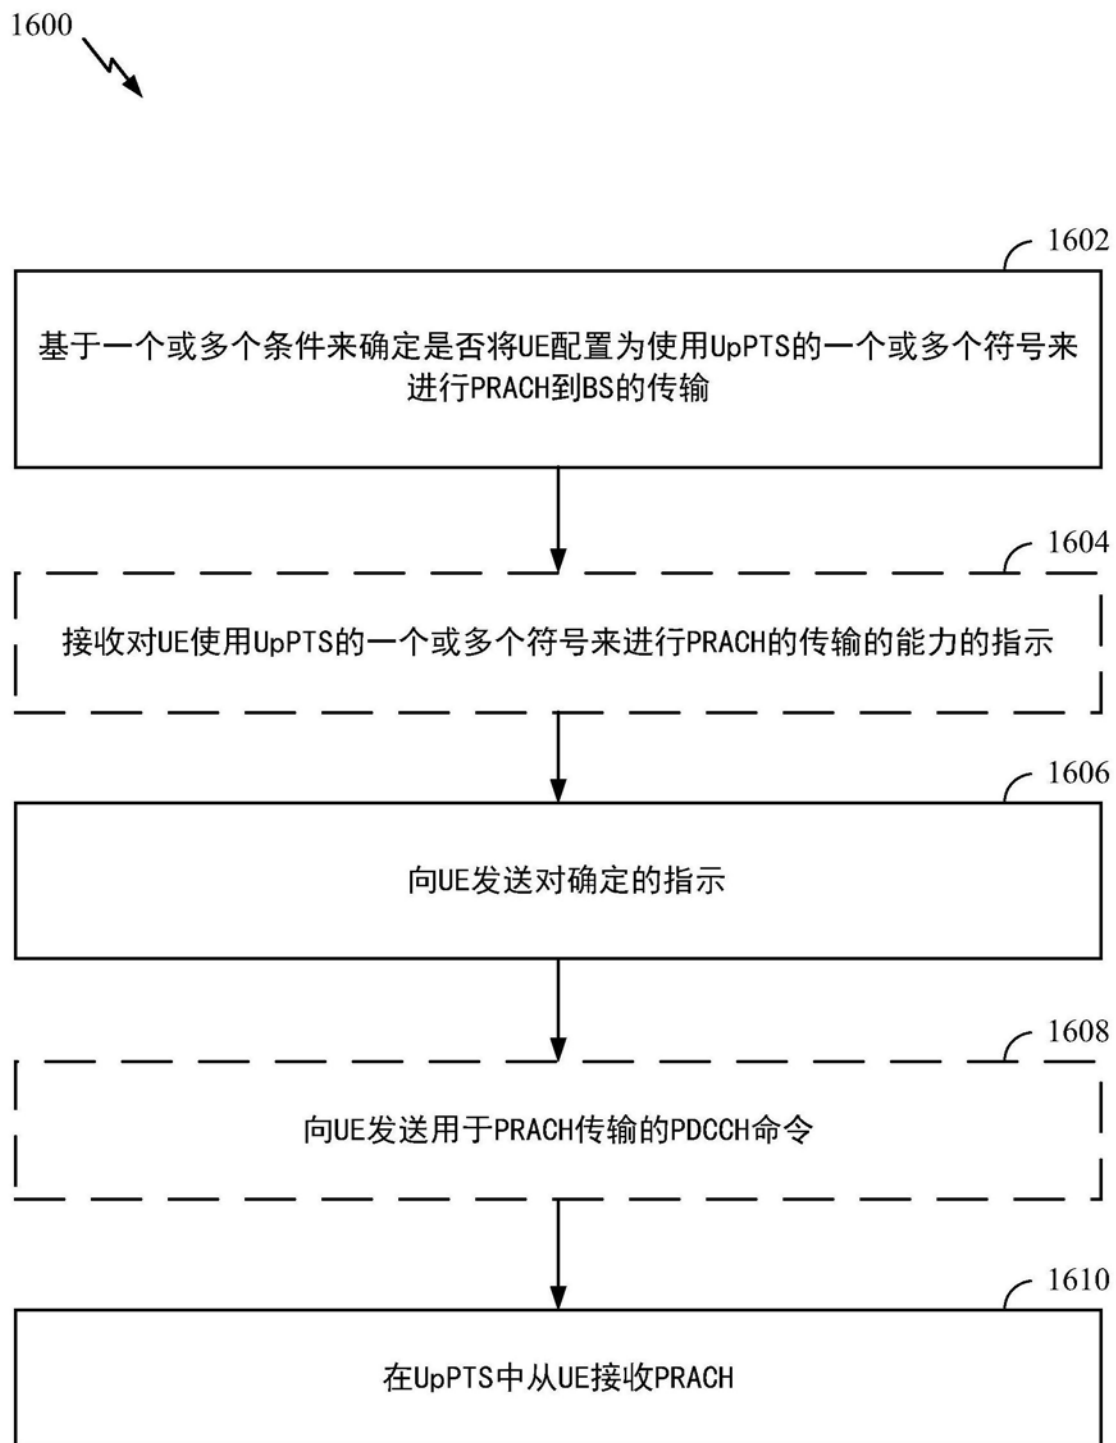 1600
1602
基于一个或多个条件来确定是否将UE配置为使用UpPTS的一个或多个符号来
进行PRACH到BS的传输
1604
接收对UE使用UpPTS的一个或多个符号来进行PRACH的传输的能力的指示
1606
向UE发送对确定的指示
1608
向UE发送用于PRACH传输的PDCCH命令
1610
在UpPTS中从UE接收PRACH